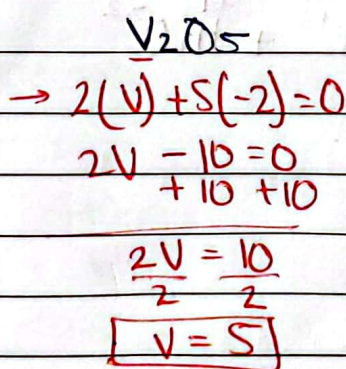 V2O5
→ 2(V) + 5(-2) = 0
2V - 10 = 0
+ 10 + 10
2V = 10
2 2
V = 5